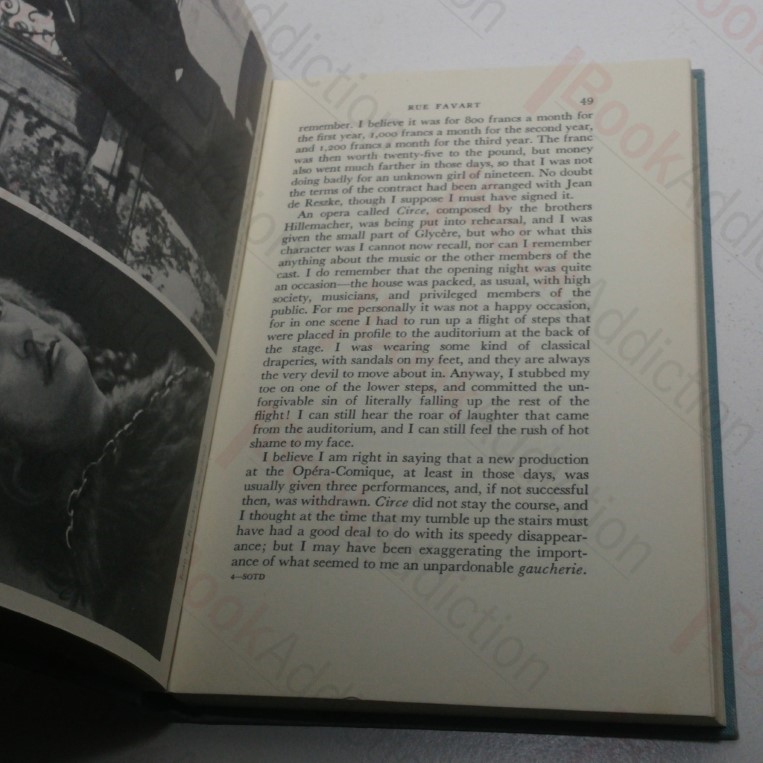 RUE FAVART 49
remember. I believe it was for 800 francs a month for
the first year, 1,000 francs a month for the second year,
and 1,200 francs a month for the third year. The franc
was then worth twenty-five to the pound, but money
also went much farther in those days, so that I was not
doing badly for an unknown girl of nineteen. No doubt
the terms of the contract had been arranged with Jean
de Reszke, though I suppose I must have signed it.
An opera called Circe, composed by the brothers
Hillemacher, was being put into rehearsal, and I was
given the small part of Glycère, but who or what this
character was I cannot now recall, nor can I remember
anything about the music or the other members of the
cast. I do remember that the opening night was quite
an occasion—the house was packed, as usual, with high
society, musicians, and privileged members of the
public. For me personally it was not a happy occasion,
for in one scene I had to run up a flight of steps that
were placed in profile to the auditorium at the back of
the stage. I was wearing some kind of classical
draperies, with sandals on my feet, and they are always
the very devil to move about in. Anyway, I stubbed my
toe on one of the lower steps, and committed the un-
forgivable sin of literally falling up the rest of the
flight! I can still hear the roar of laughter that came
from the auditorium, and I can still feel the rush of hot
shame to my face.
I believe I am right in saying that a new production
at the Opéra-Comique, at least in those days, was
usually given three performances, and, if not successful
then, was withdrawn. Circe did not stay the course, and
I thought at the time that my tumble up the stairs must
have had a good deal to do with its speedy disappear-
ance; but I may have been exaggerating the import-
ance of what seemed to me an unpardonable gaucherie.
4—SOTD
BookAddiction